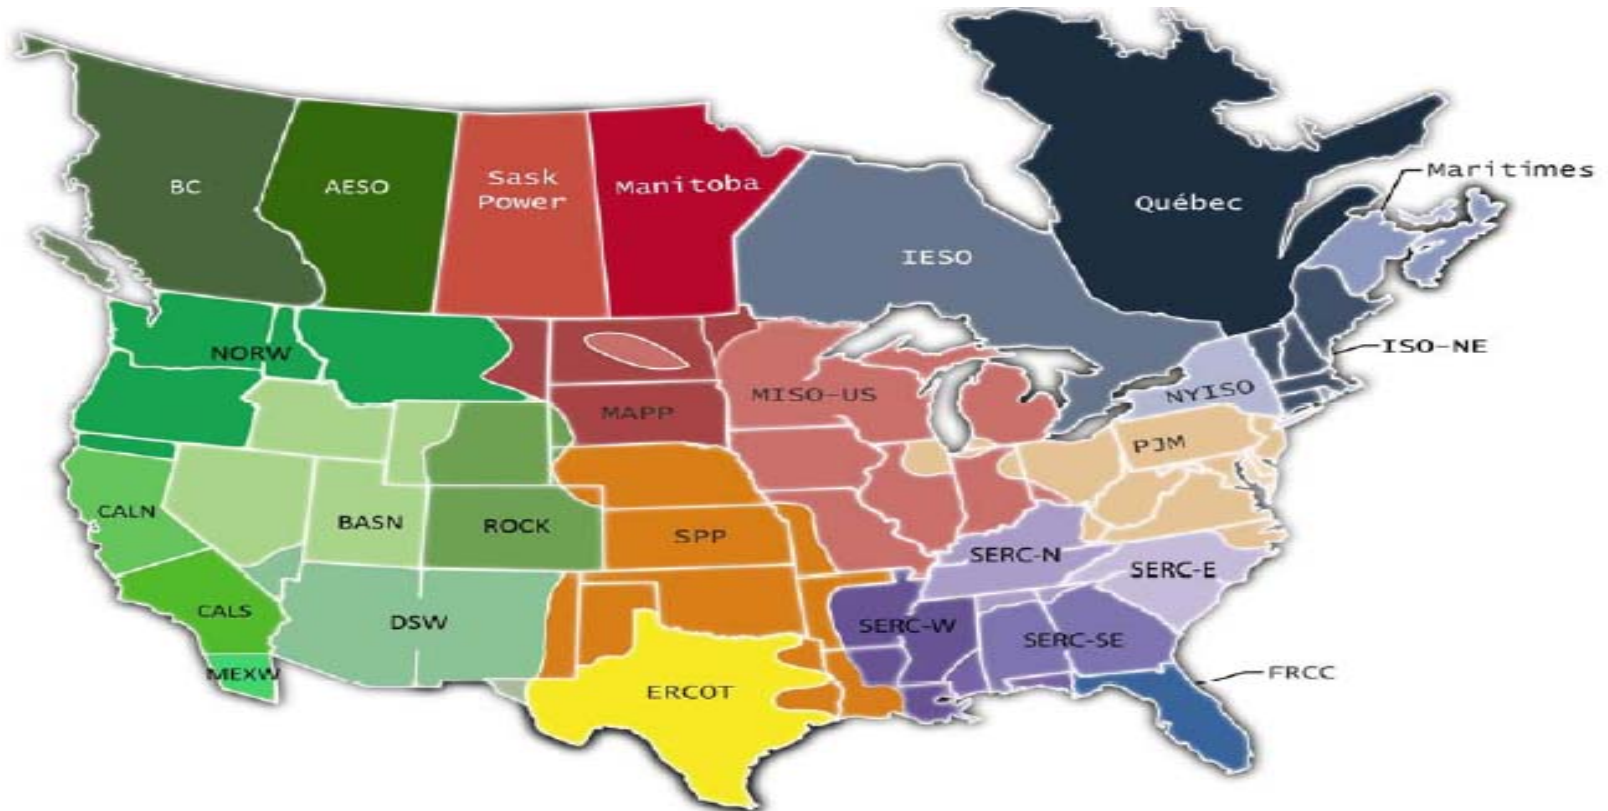 BC
AESO
Sask
Power
Manitoba
IESO
Québec
Maritimes
NORW
MAPP
MISO-US
NYISO
ISO-NE
PJM
CALN
BASN
ROCK
SPP
SERC-N
SERC-E
CALS
DSW
SERC-W
SERC-SE
MEXW
ERCOT
FRCC